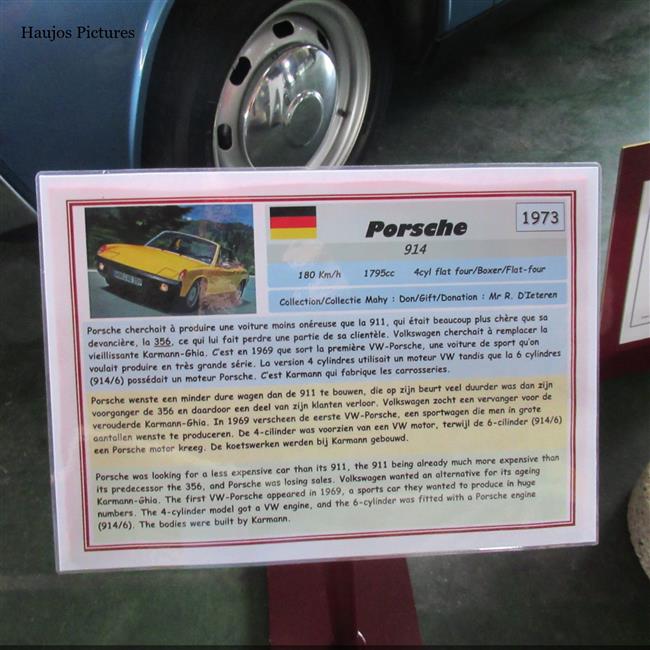 Haujos Pictures
Porsche
1973
914
180 Km/h 1795cc 4cyl flat four/Boxer/Flat-four
Collection/Collectie Mahy : Don/Gift/Donation : Mr R. D'Ieteren
Porsche cherchait à produire une voiture moins onéreuse que la 911, qui était beaucoup plus chère que sa
devancière, la 356, ce qui lui fait perdre une partie de sa clientèle. Volkswagen cherchait à remplacer la
vieillissante Karmann-Ghia. C'est en 1969 que sort la première VW-Porsche, une voiture de sport qu'on
voulait produire en très grande série. La version 4 cylindres utilisait un moteur VW tandis que la 6 cylindres
(914/6) possédait un moteur Porsche. C'est Karmann qui fabrique les carrosseries.
Porsche wenste een minder dure wagen dan de 911 te bouwen, die op zijn beurt veel duurder was dan zijn
voorganger de 356 en daardoor een deel van zijn klanten verloor. Volkswagen zocht een vervanger voor de
verouderde Karmann-Ghia. In 1969 verscheen de eerste VW-Porsche, een sportwagen die men in grote
aantallen wenste te produceren. De 4-cilinder was voorzien van een VW motor, terwijl de 6-cilinder (914/6)
een Porsche motor kreeg. De koetswerken werden bij Karmann gebouwd.
Porsche was looking for a less expensive car than its 911, the 911 being already much more expensive than
its predecessor the 356, and Porsche was losing sales. Volkswagen wanted an alternative for its ageing
Karmann-Ghia. The first VW-Porsche appeared in 1969, a sports car they wanted to produce in huge
numbers. The 4-cylinder model got a VW engine, and the 6-cylinder was fitted with a Porsche engine
(914/6). The bodies were built by Karmann.